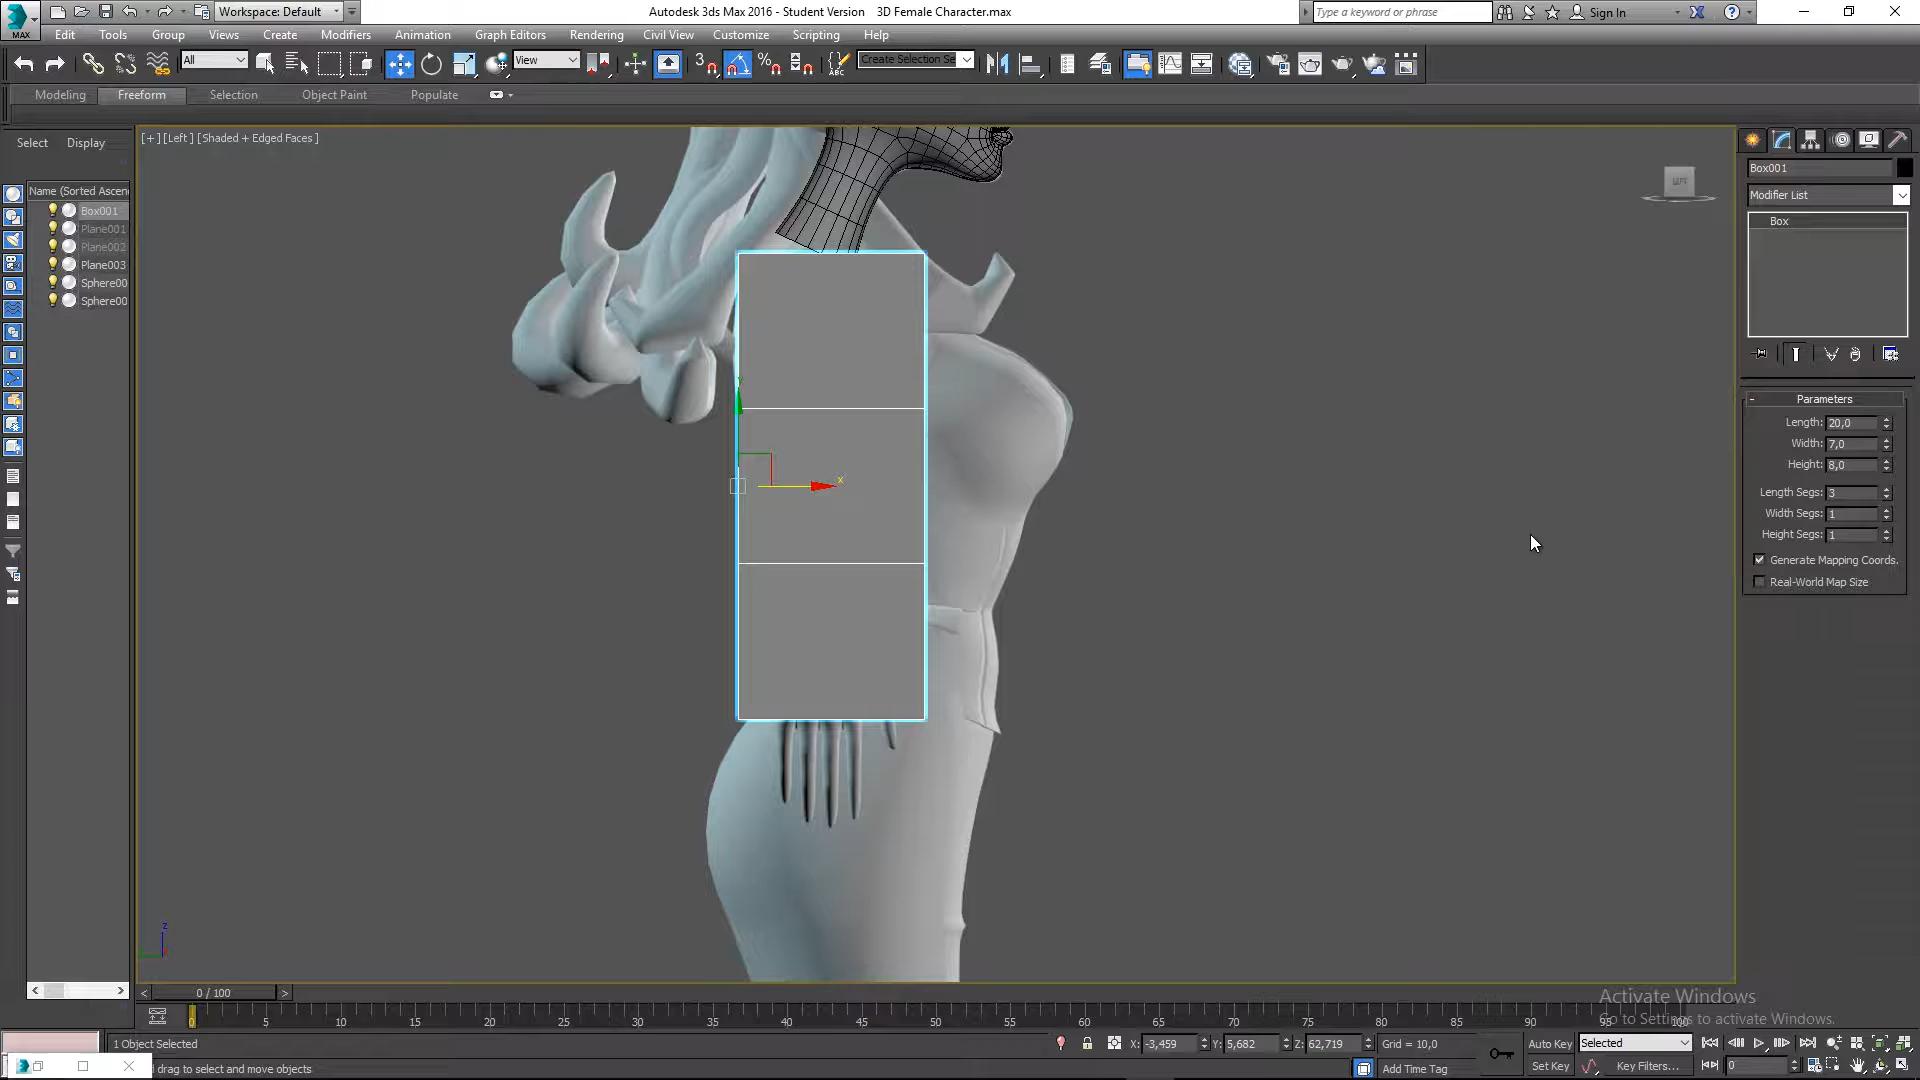 Workspace: Default
Autodesk 3ds Max 2016 - Student Version    3D Female Character.max
Type a keyword or phrase
Sign In
MAX
Edit Tools Group Views Create Modifiers Animation Graph Editors Rendering Civil View Customize Scripting Help
All
View
3
ABC
Create Selection Se
Modeling Freeform Selection Object Paint Populate
[+] [Left] [Shaded + Edged Faces ]
Select Display
Name (Sorted Ascen
Box001
Plane001
Plane002
Plane003
Sphere00
Sphere00
LEFT
x
z
Box001
Modifier List
Box
- Parameters
Length: 20,0
Width: 7,0
Height: 8,0
Length Segs: 3
Width Segs: 1
Height Segs: 1
Generate Mapping Coords.
Real-World Map Size
< 0 / 100 >
0 5 10 15 20 25 30 35 40 45 50 55 60 65 70 75 80 85 90 95 100
Activate Windows
Go to Settings to activate Windows.
1 Object Selected
X: -3,459 Y: 5,682 Z: 62,719
Grid = 10,0
Auto Key Selected
drag to select and move objects
Add Time Tag
Set Key Key Filters...
0